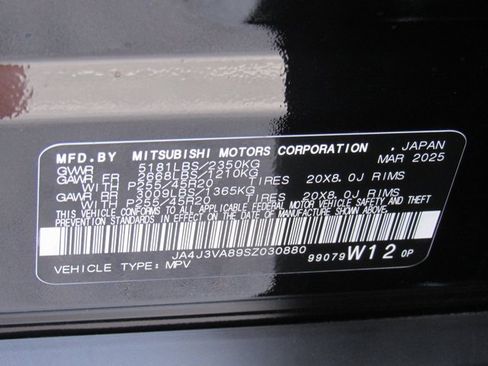 MFD.BY MITSUBISHI MOTORS CORPORATION, JAPAN
GVWR 5181LBS/2350KG MAR 2025
GAWR FR 2668LBS/1210KG
WITH P255/45R20 TIRES 20X8.0J RIMS
GAWR RR 3009LBS/1365KG
WITH P255/45R20 TIRES 20X8.0J RIMS
THIS VEHICLE CONFORMS TO ALL APPLICABLE FEDERAL MOTOR VEHICLE SAFETY AND THEFT
PREVENTION STANDARDS IN EFFECT ON THE DATE OF MANUFACTURE SHOWN ABOVE.
JA4J3VA89SZ030880
VEHICLE TYPE:MPV 99079 W12 0P